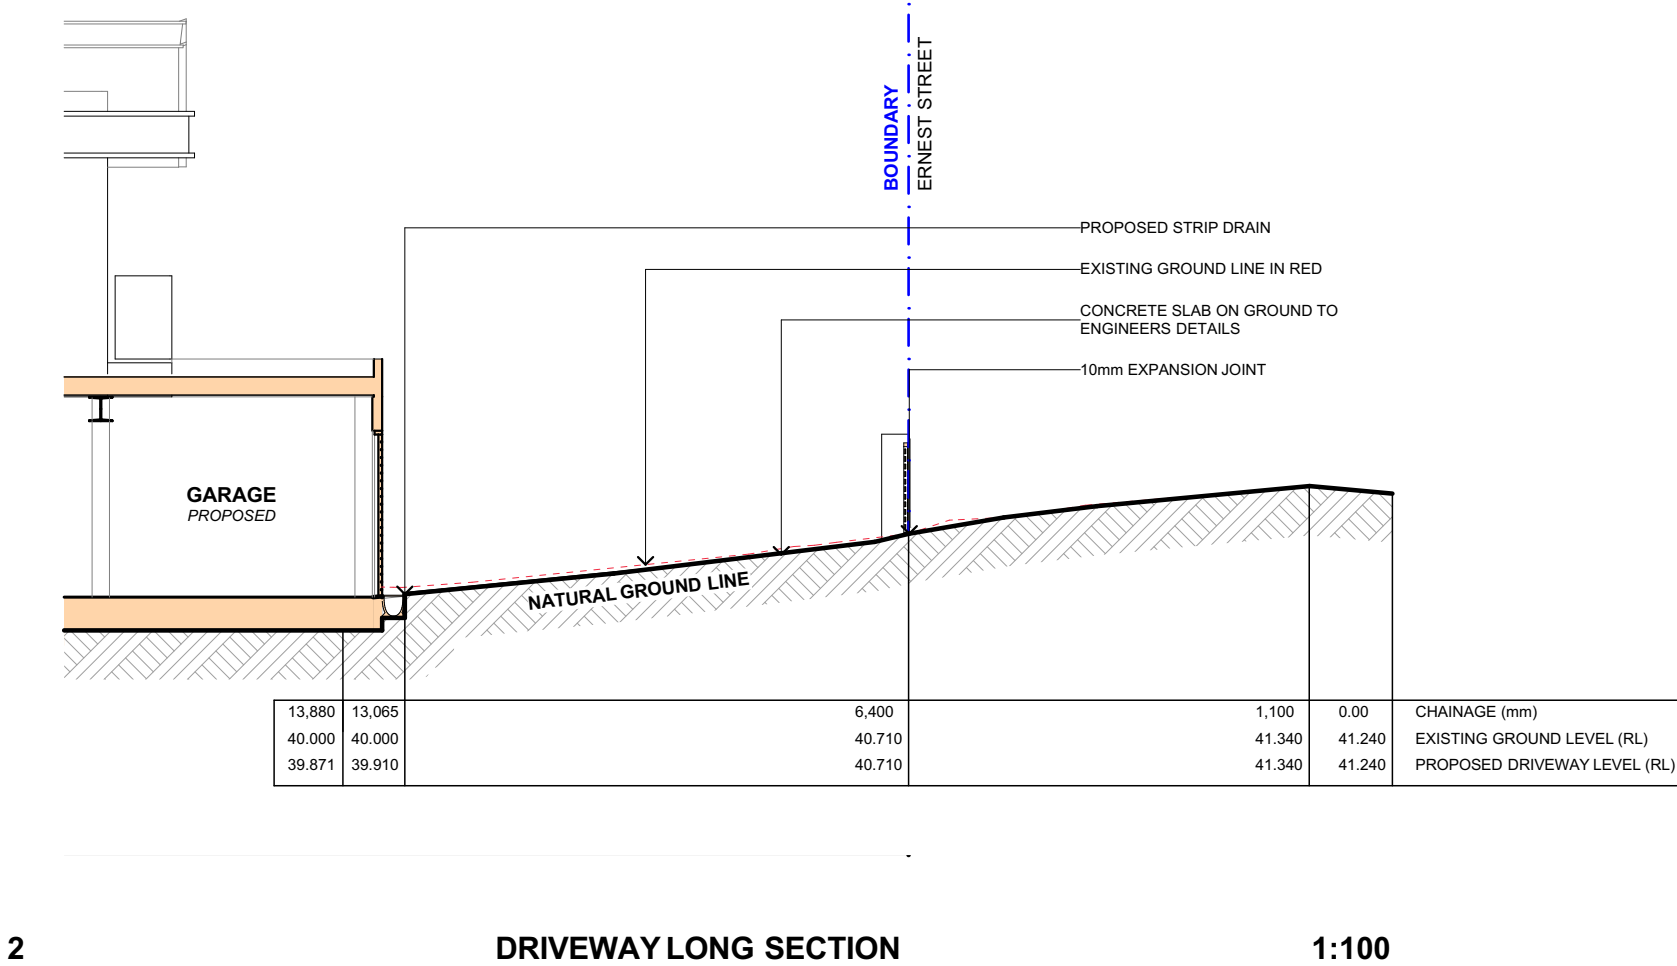 BOUNDARY
ERNEST STREET
PROPOSED STRIP DRAIN
EXISTING GROUND LINE IN RED
CONCRETE SLAB ON GROUND TO
ENGINEERS DETAILS
10mm EXPANSION JOINT
GARAGE
PROPOSED
NATURAL GROUND LINE
13,880 13,065 6,400 1,100 0.00 CHAINAGE (mm)
40.000 40.000 40.710 41.340 41.240 EXISTING GROUND LEVEL (RL)
39.871 39.910 40.710 41.340 41.240 PROPOSED DRIVEWAY LEVEL (RL)
2 DRIVEWAY LONG SECTION 1:100